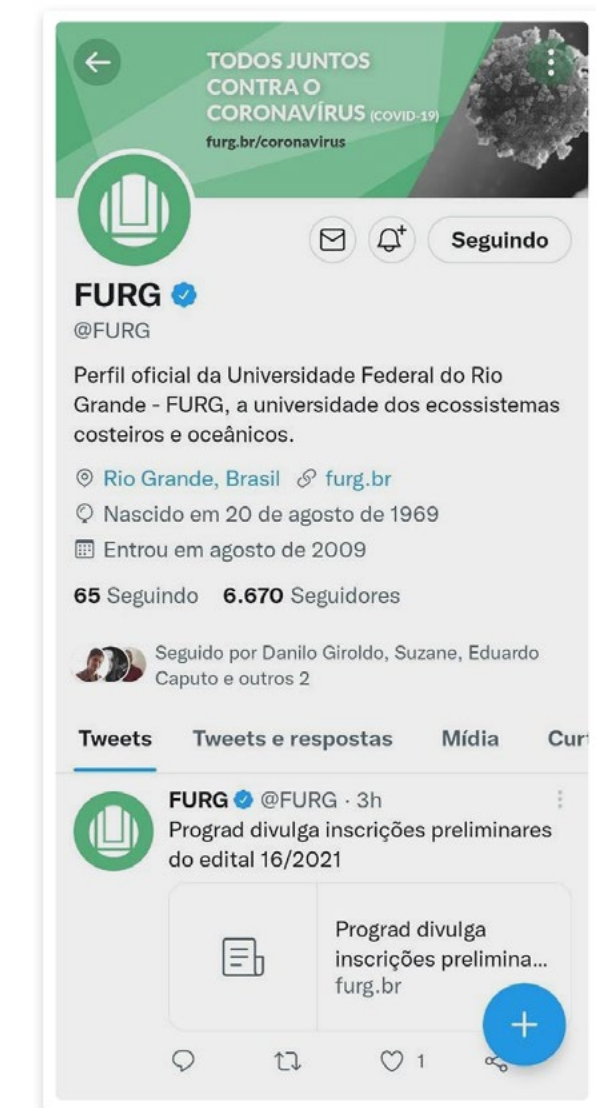 TODOS JUNTOS
CONTRA O
CORONAVÍRUS (COVID-19)
furg.br/coronavirus
Seguindo
FURG
@FURG
Perfil oficial da Universidade Federal do Rio
Grande - FURG, a universidade dos ecossistemas
costeiros e oceânicos.
Rio Grande, Brasil furg.br
Nascido em 20 de agosto de 1969
Entrou em agosto de 2009
65 Seguindo 6.670 Seguidores
Seguido por Danilo Giroldo, Suzane, Eduardo
Caputo e outros 2
Tweets Tweets e respostas Mídia Curt
FURG @FURG · 3h
Prograd divulga inscrições preliminares
do edital 16/2021
Prograd divulga
inscrições prelimina...
furg.br
1